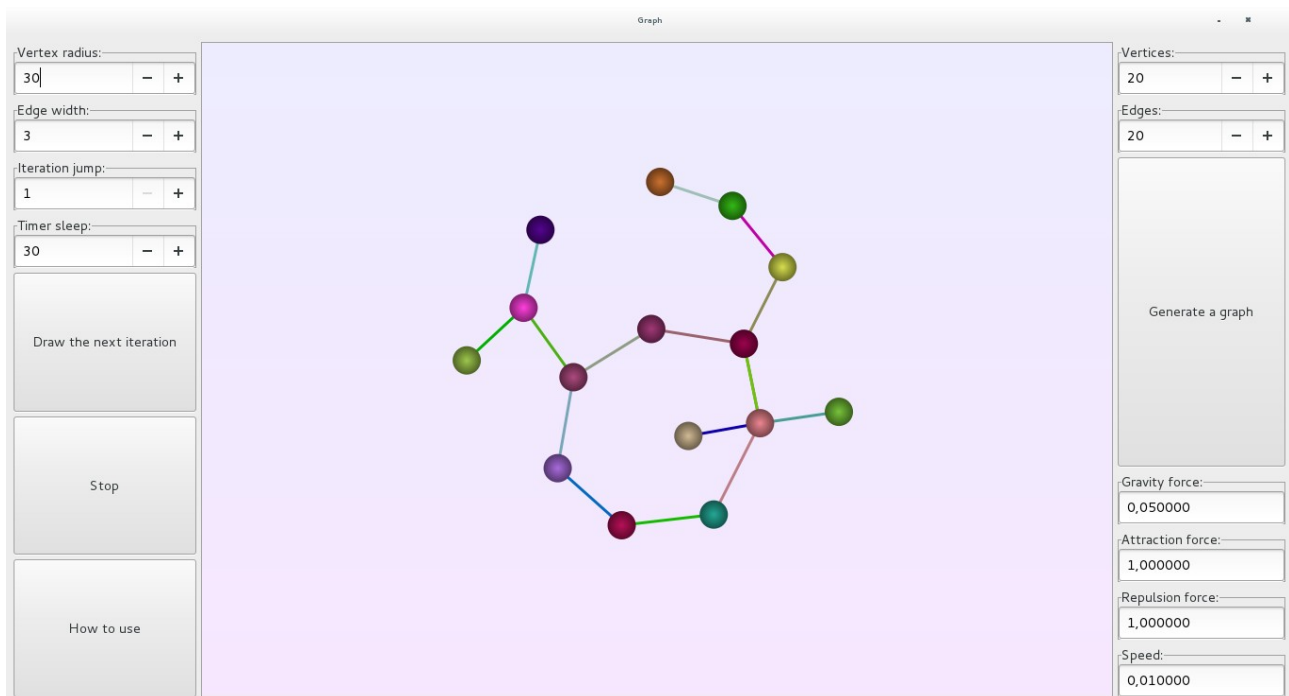 Graph
Vertex radius:
30
Edge width:
3
Iteration jump:
1
Timer sleep:
30
Draw the next iteration
Stop
How to use
Vertices:
20
Edges:
20
Generate a graph
Gravity force:
0,050000
Attraction force:
1,000000
Repulsion force:
1,000000
Speed:
0,010000